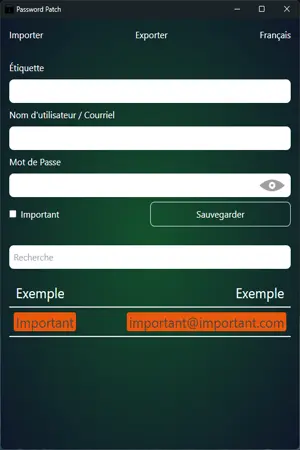 Password Patch
Importer Exporter Français
Étiquette
Nom d'utilisateur / Courriel
Mot de Passe
Important Sauvegarder
Recherche
Exemple Exemple
Important important@important.com